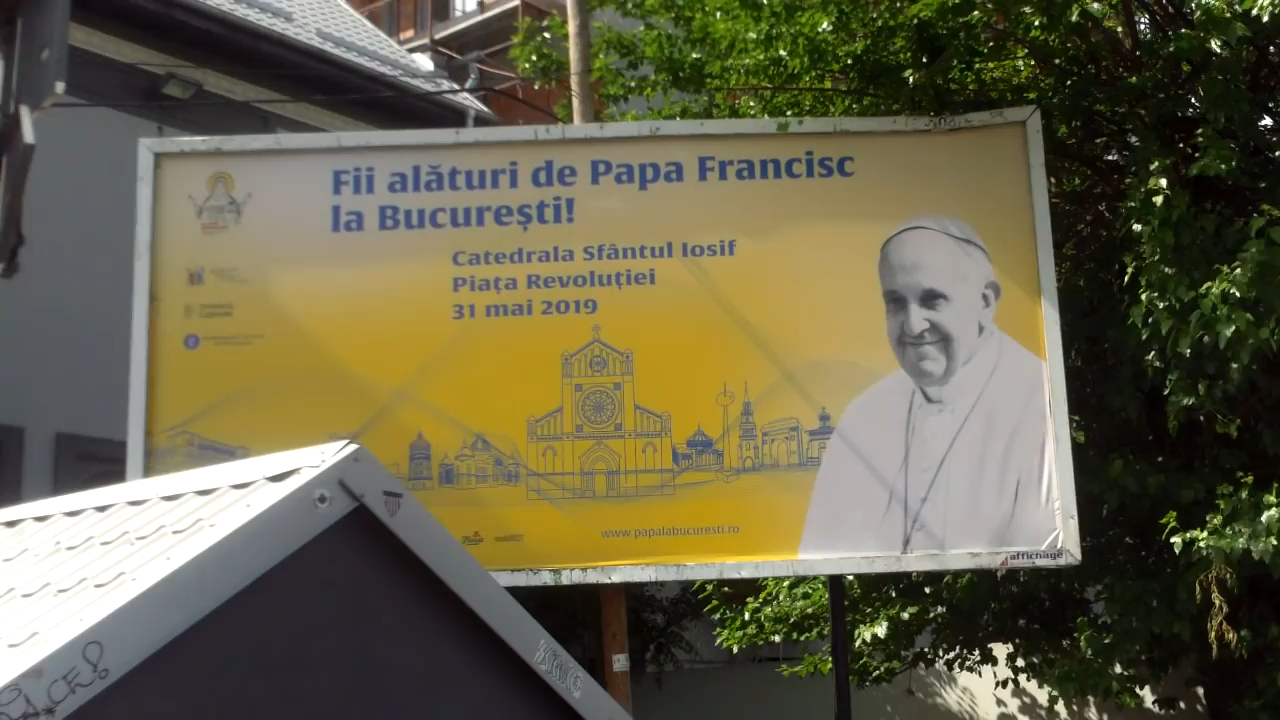 Fii alături de Papa Francisc
la București!
Catedrala Sfântul Iosif
Piața Revoluției
31 mai 2019
www.papalabucuresti.ro
affichage